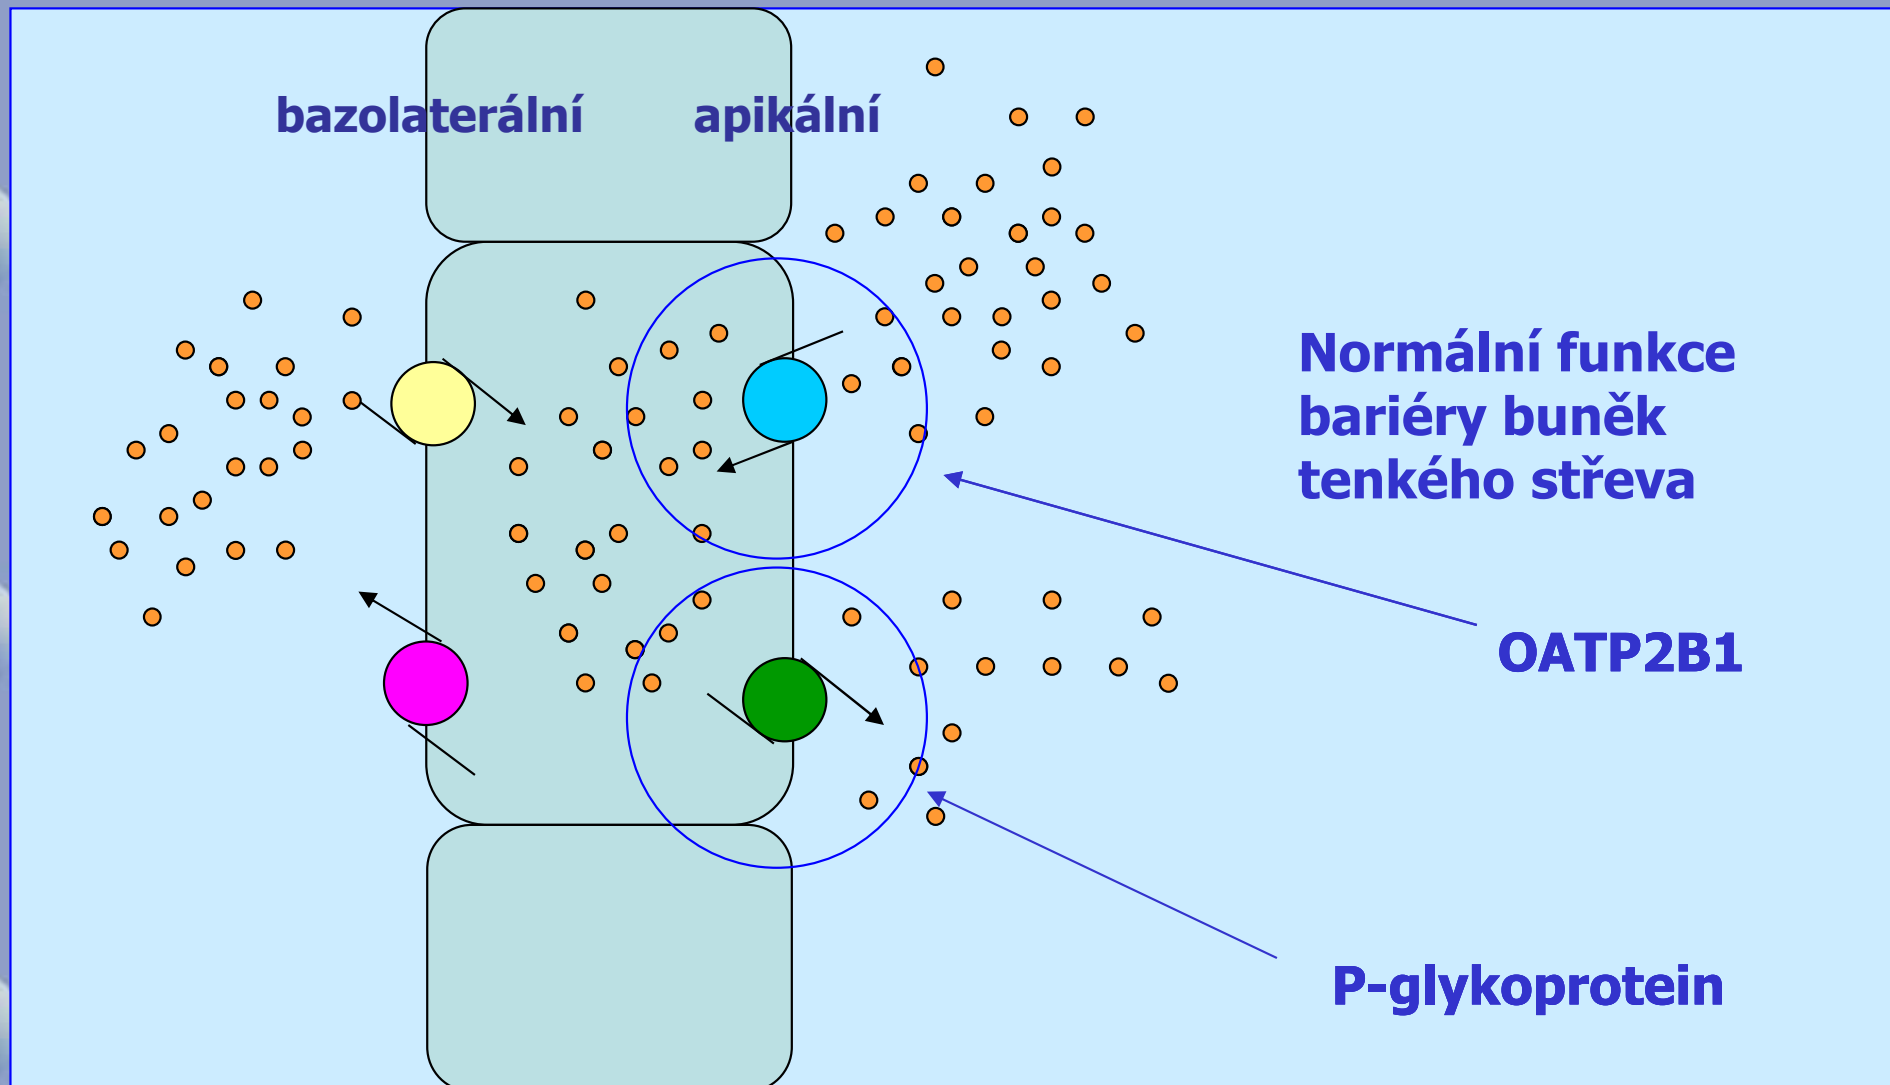 bazolaterální
apikální
Normální funkce
bariéry buněk
tenkého střeva
OATP2B1
P-glykoprotein